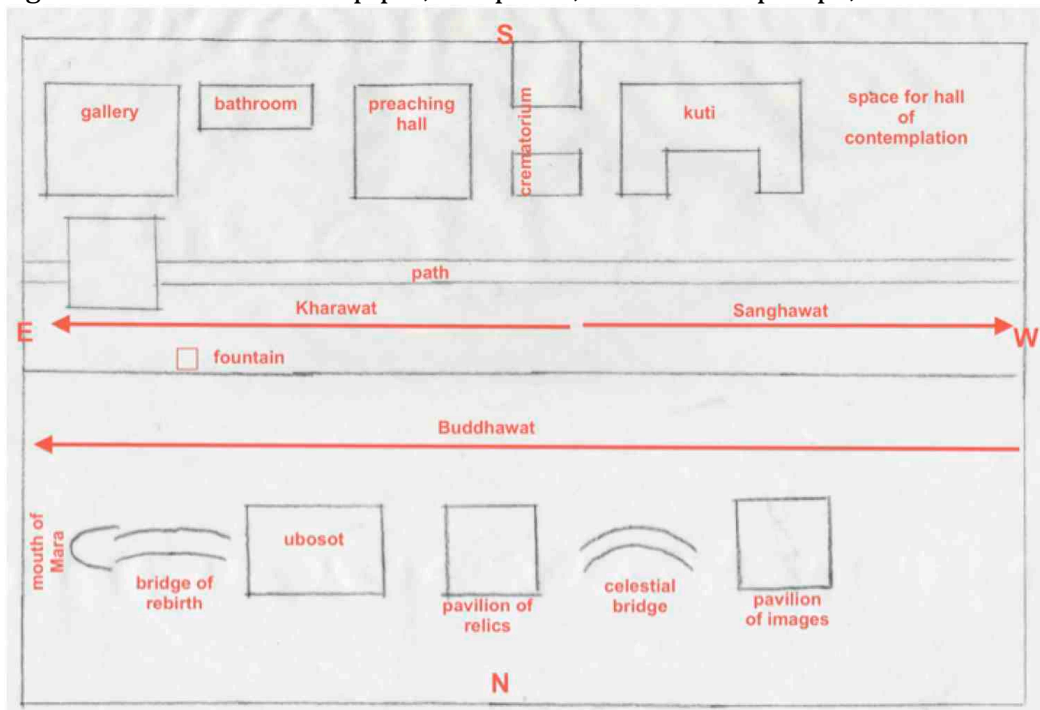 S
gallery
bathroom
preaching
hall
crematorium
kuti
space for hall
of
contemplation
path
Kharawat
Sanghawat
E
W
fountain
Buddhawat
mouth of
Mara
bridge of
rebirth
ubosot
pavilion of
relics
celestial
bridge
pavilion
of images
N